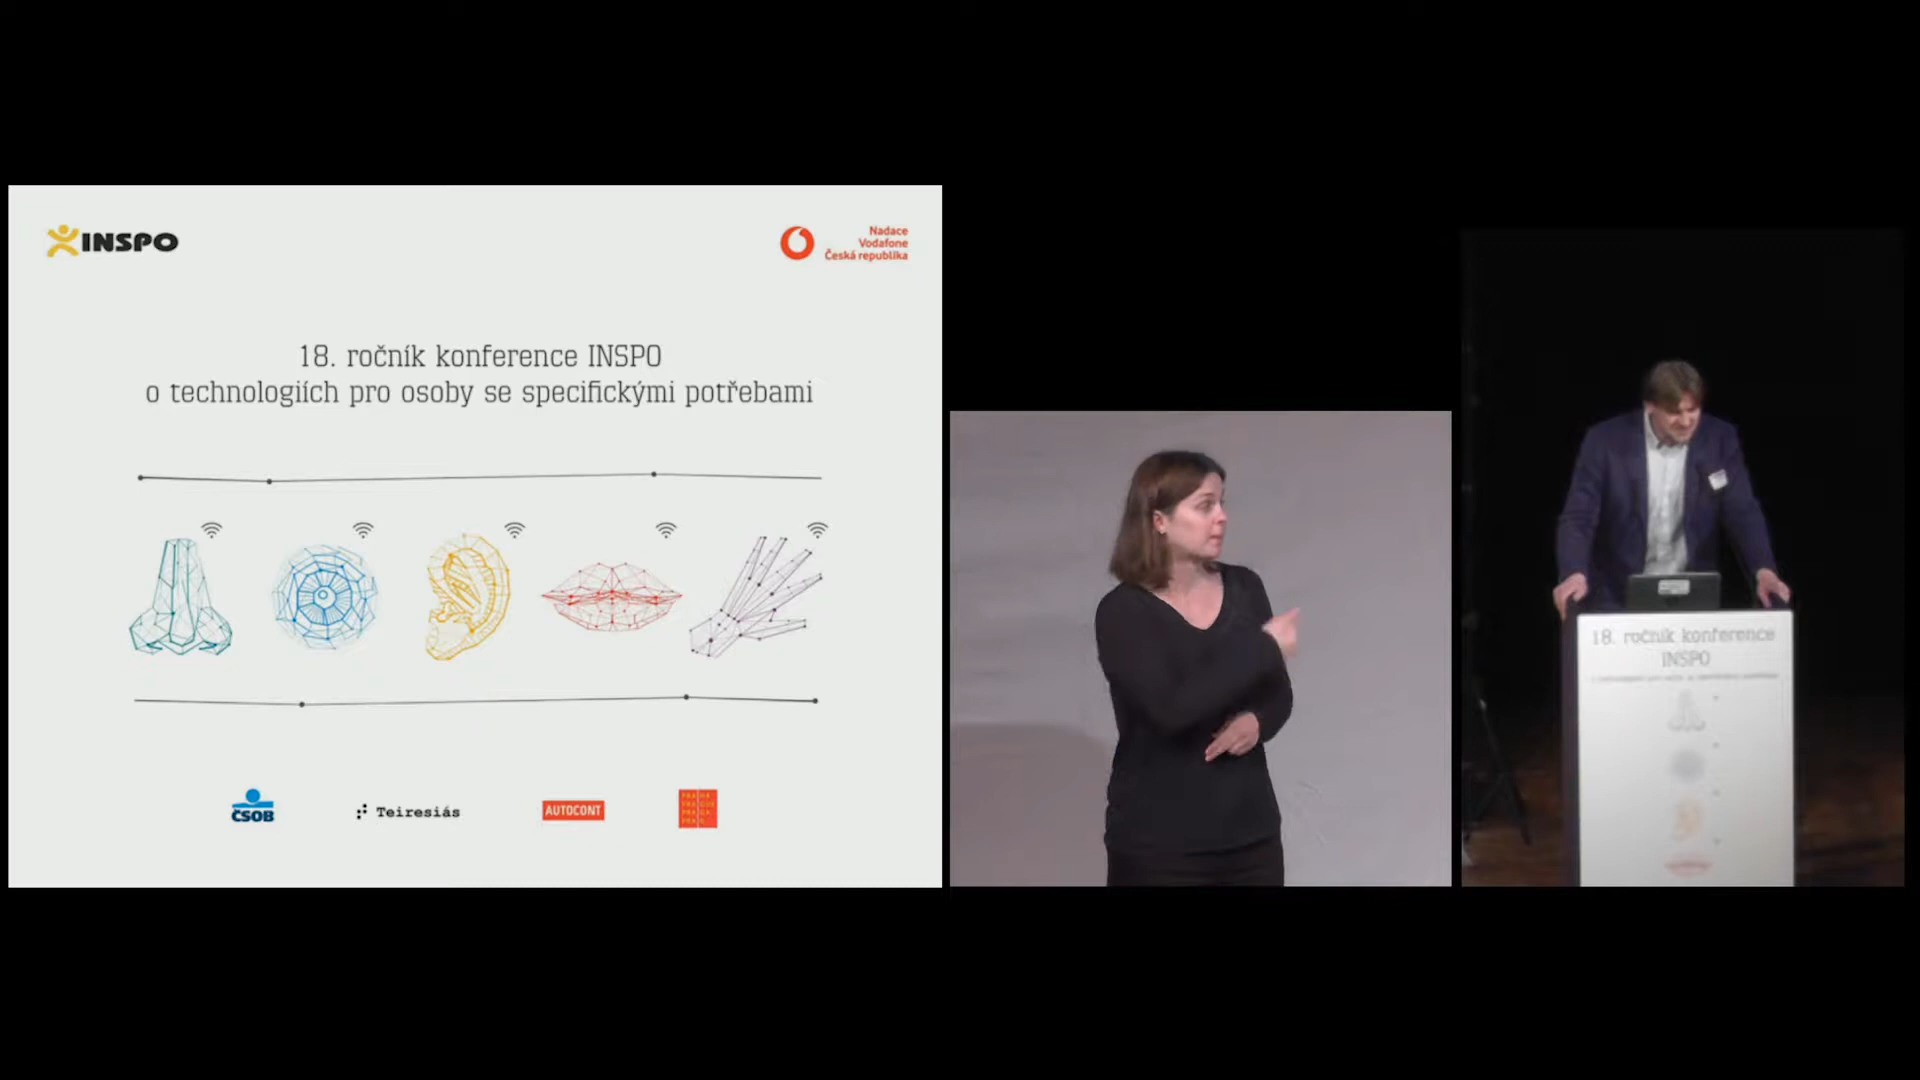 INSPO
Nadace
Vodafone
Česká republika
18. ročník konference INSPO
o technologiích pro osoby se specifickými potřebami
ČSOB
Teiresiás
AUTOCONT
18. ročník konference
INSPO